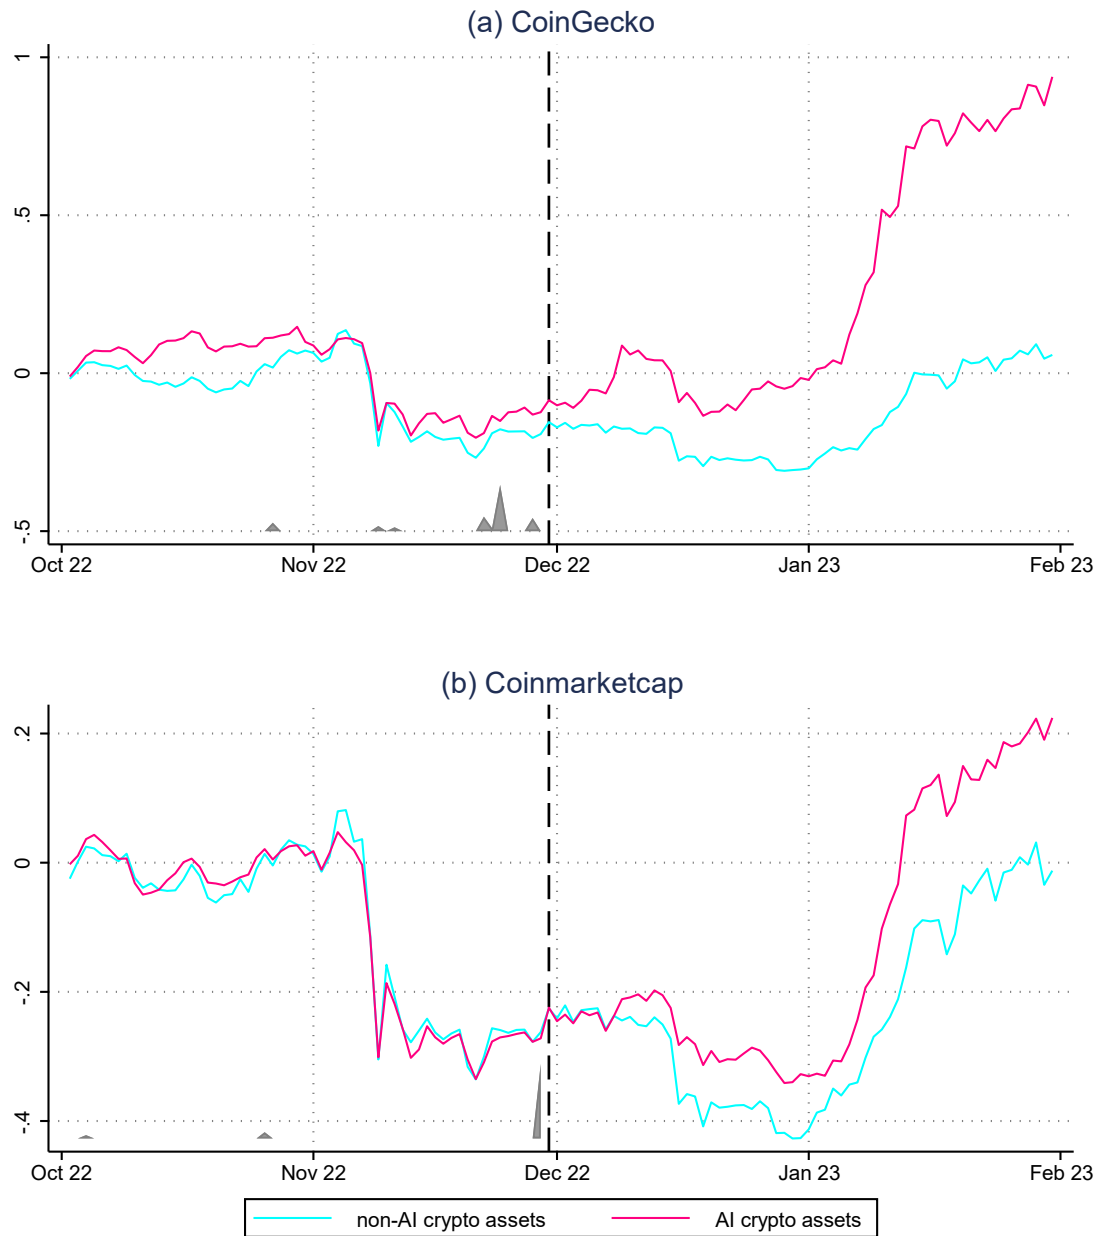 (a) CoinGecko
1
.5
0
-.5
Oct 22 Nov 22 Dec 22 Jan 23 Feb 23
(b) Coinmarketcap
.2
0
-.2
-.4
Oct 22 Nov 22 Dec 22 Jan 23 Feb 23
non-AI crypto assets AI crypto assets